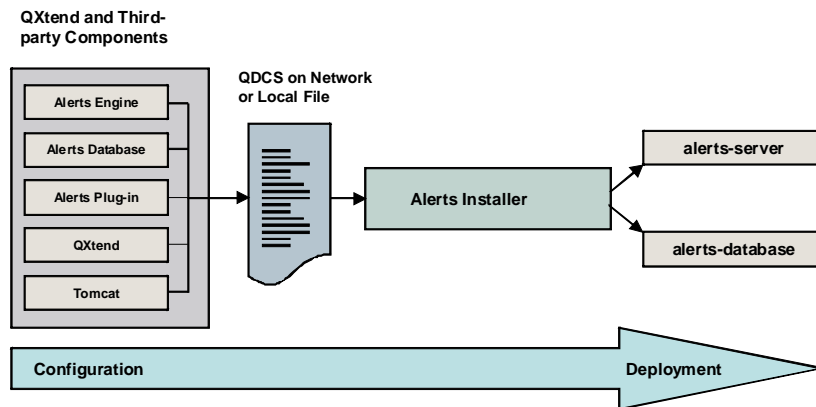 QXtend and Third-
party Components
QDCS on Network
or Local File
Alerts Engine
Alerts Database
Alerts Plug-in
QXtend
Tomcat
Alerts Installer
alerts-server
alerts-database
Configuration
Deployment